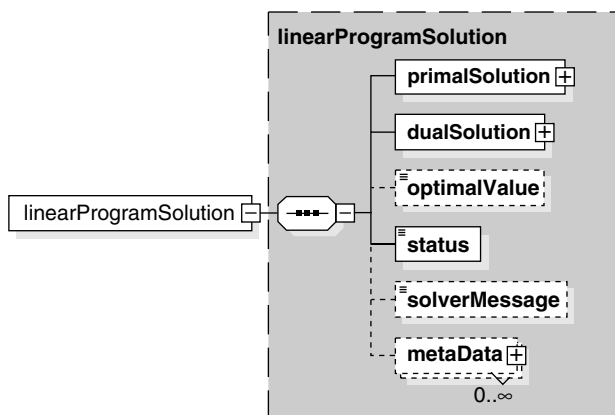 linearProgramSolution
primalSolution
dualSolution
optimalValue
linearProgramSolution
status
solverMessage
metaData
0..∞